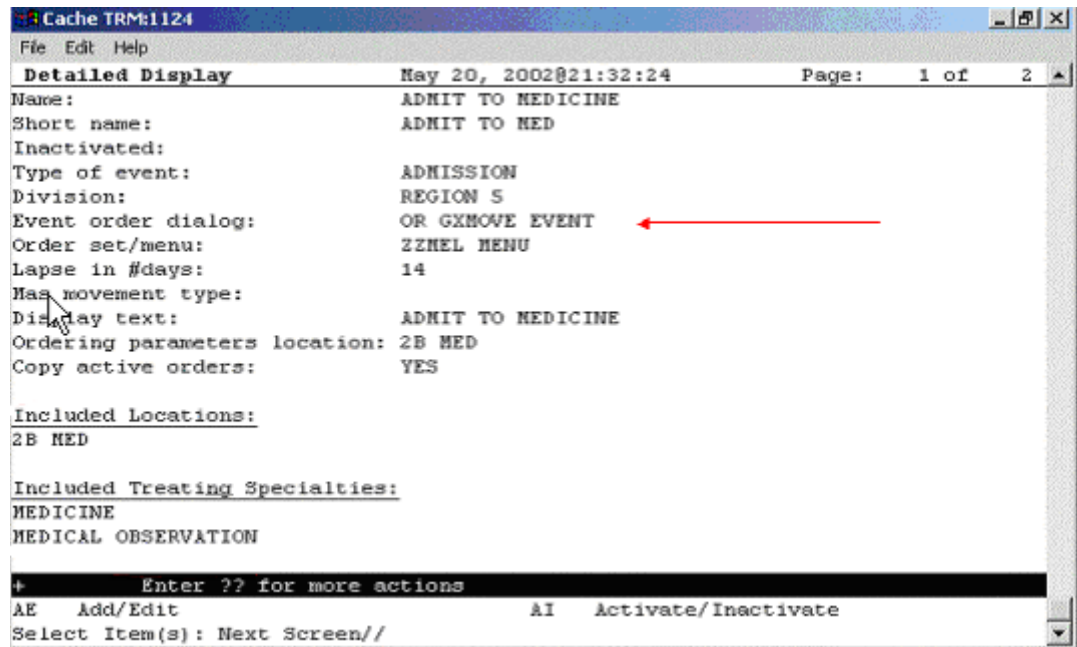 Cache TRM:1124
File Edit Help
Detailed Display May 20, 2002@21:32:24 Page: 1 of 2
Name: ADMIT TO MEDICINE
Short name: ADMIT TO MED
Inactivated:
Type of event: ADMISSION
Division: REGION 5
Event order dialog: OR GXMOVE EVENT
Order set/menu: ZZMEL MENU
Lapse in #days: 14
Mas movement type:
Display text: ADMIT TO MEDICINE
Ordering parameters location: 2B MED
Copy active orders: YES
Included Locations:
2B MED
Included Treating Specialties:
MEDICINE
MEDICAL OBSERVATION
+ Enter ?? for more actions
AE Add/Edit AI Activate/Inactivate
Select Item(s): Next Screen//